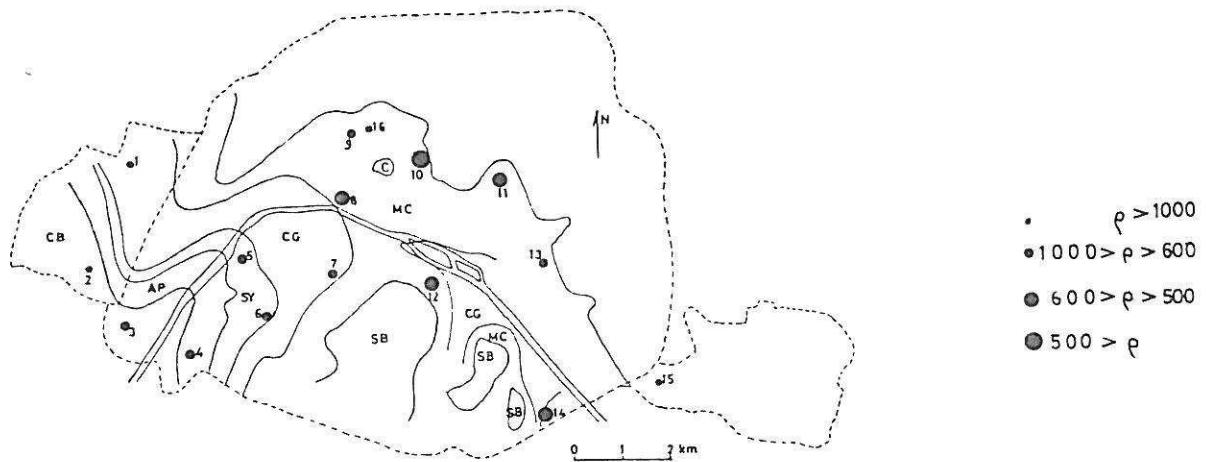 N
1
16
9
C
10
11
8
MC
CB
CG
5
7
13
2
AP
SY
12
6
CG
3
SB
MC
4
SB
15
SB
14
0 1 2 km
ρ > 1000
1000 > ρ > 600
600 > ρ > 500
500 > ρ